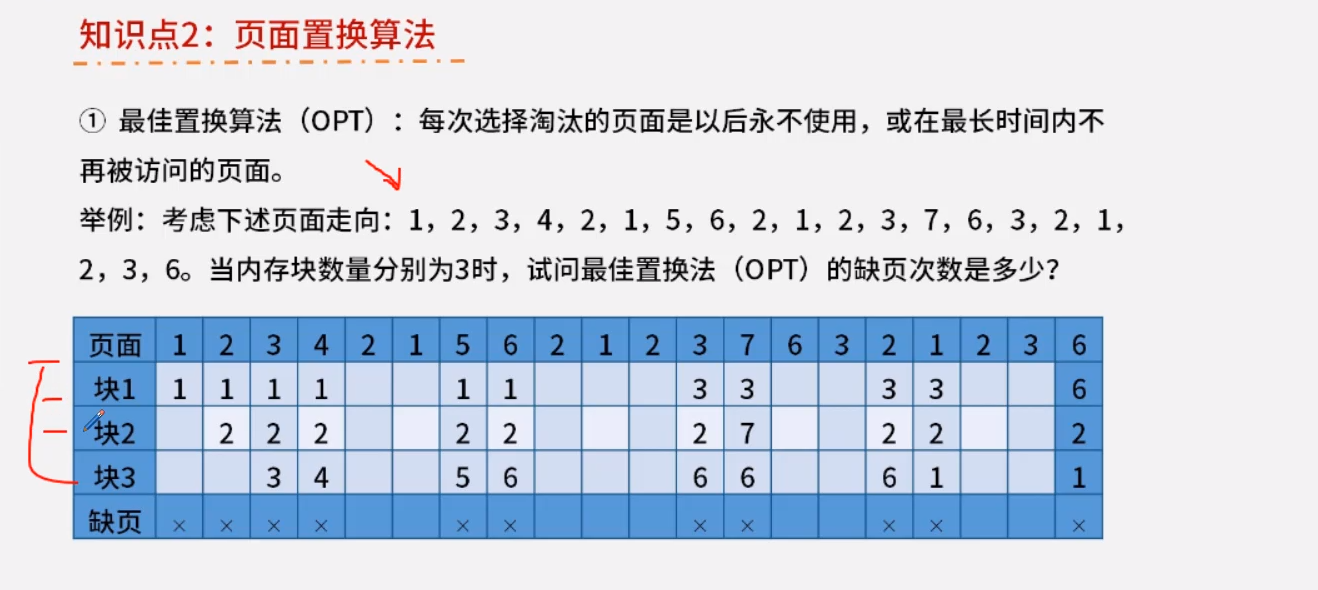 知识点2：页面置换算法
① 最佳置换算法（OPT）：每次选择淘汰的页面是以后永不使用，或在最长时间内不
再被访问的页面。
举例：考虑下述页面走向：1，2，3，4，2，1，5，6，2，1，2，3，7，6，3，2，1，
2，3，6。当内存块数量分别为3时，试问最佳置换法（OPT）的缺页次数是多少？
页面 1 2 3 4 2 1 5 6 2 1 2 3 7 6 3 2 1 2 3 6
块1 1 1 1 1 1 1 3 3 3 3 6
块2 2 2 2 2 2 2 7 2 2 2
块3 3 4 5 6 6 6 6 1 1
缺页 × × × × × × × × × × ×